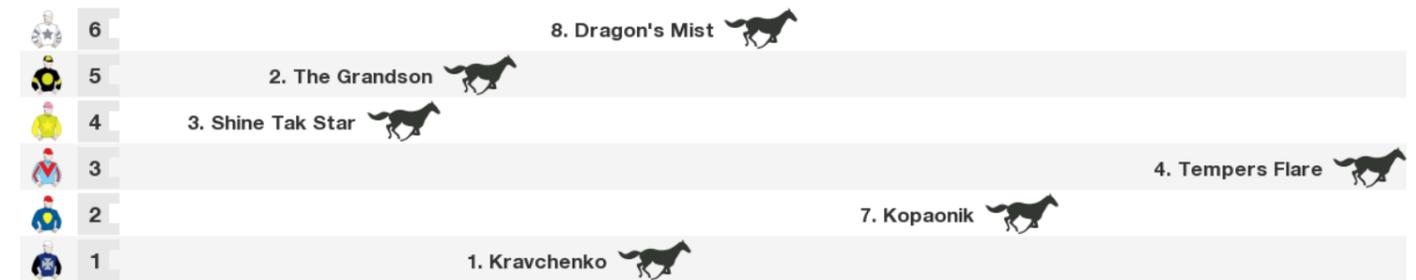 6 8. Dragon's Mist
5 2. The Grandson
4 3. Shine Tak Star
3 4. Tempers Flare
2 7. Kopaonik
1 1. Kravchenko